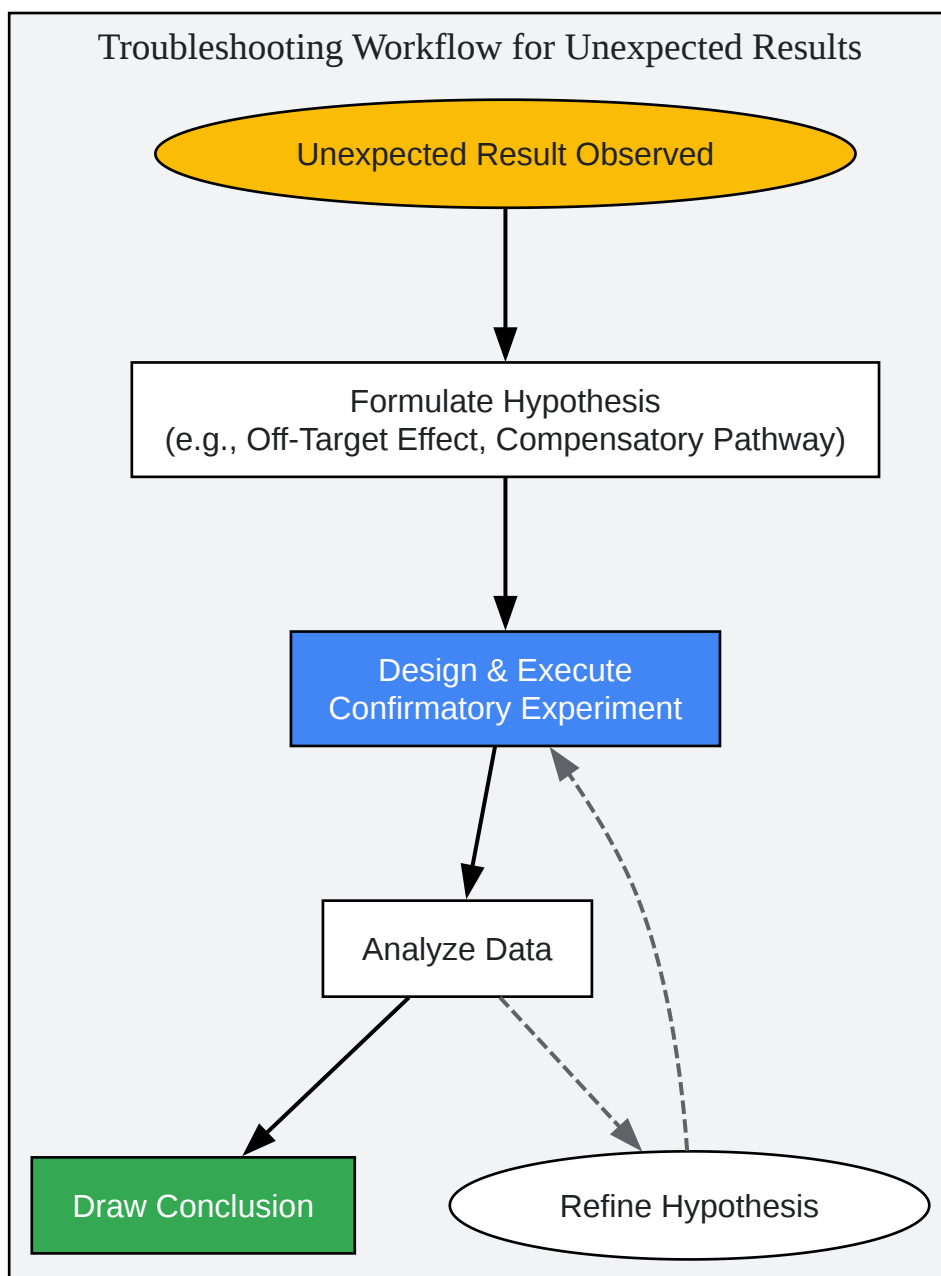 Troubleshooting Workflow for Unexpected Results
Unexpected Result Observed
Formulate Hypothesis
(e.g., Off-Target Effect, Compensatory Pathway)
Design & Execute
Confirmatory Experiment
Analyze Data
Draw Conclusion
Refine Hypothesis